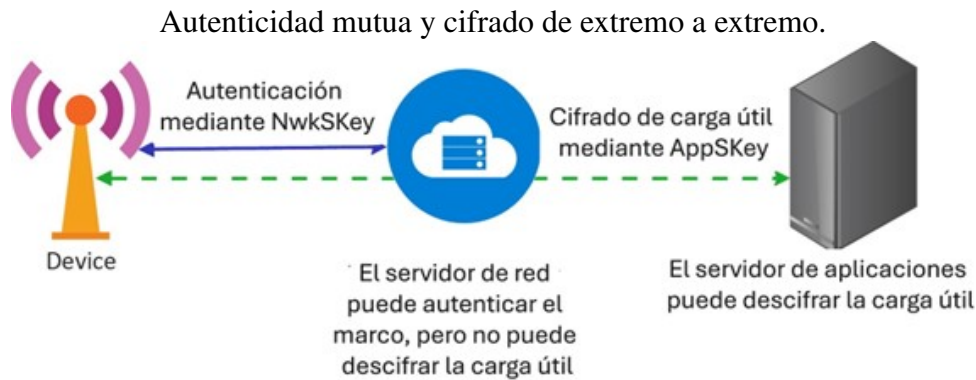 Autenticidad mutua y cifrado de extremo a extremo.
Autenticación
mediante NwkSKey
Cifrado de carga útil
mediante AppSKey
Device
El servidor de red
puede autenticar el
marco, pero no puede
descifrar la carga útil
El servidor de aplicaciones
puede descifrar la carga útil